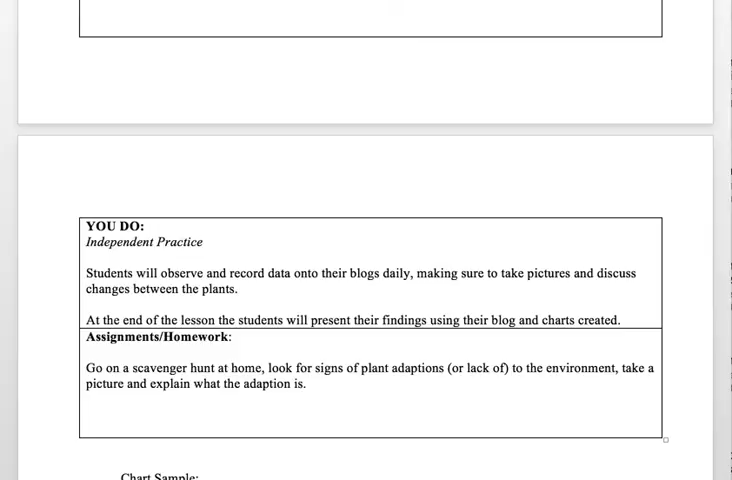 YOU DO:
Independent Practice
Students will observe and record data onto their blogs daily, making sure to take pictures and discuss
changes between the plants.
At the end of the lesson the students will present their findings using their blog and charts created.
Assignments/Homework:
Go on a scavenger hunt at home, look for signs of plant adaptions (or lack of) to the environment, take a
picture and explain what the adaption is.
Chart Sample: